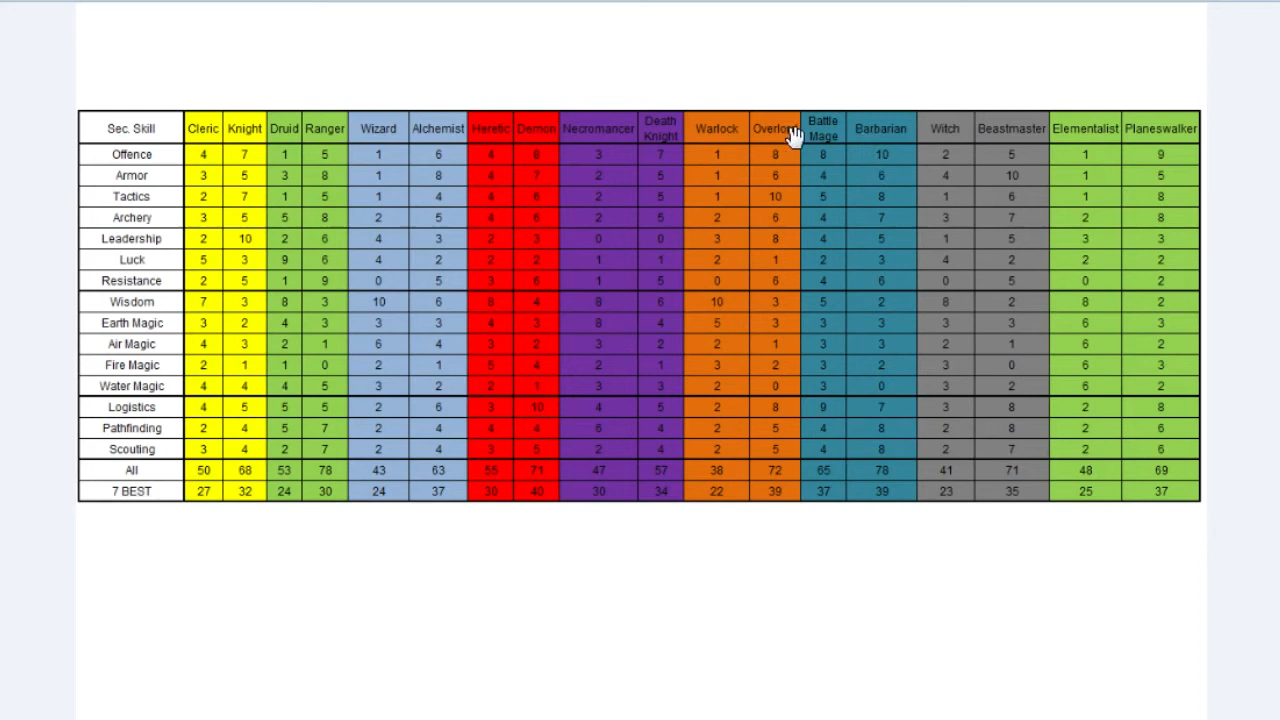 Sec. Skill Cleric Knight Druid Ranger Wizard Alchemist Heretic Demon Necromancer Death Knight Warlock Overlord Battle Mage Barbarian Witch Beastmaster Elementalist Planeswalker
Offence 4 7 1 5 1 6 4 8 3 7 1 8 8 10 2 5 1 9
Armor 3 5 3 8 1 8 4 7 2 5 1 6 4 6 4 10 1 5
Tactics 2 7 1 5 1 4 4 6 2 5 1 10 5 8 1 6 1 8
Archery 3 5 5 8 2 5 4 6 2 5 2 6 4 7 3 7 2 8
Leadership 2 10 2 6 4 3 2 3 0 0 3 8 4 5 1 5 3 3
Luck 5 3 9 6 4 2 2 2 1 1 2 1 2 3 4 2 2 2
Resistance 2 5 1 9 0 5 3 6 1 5 0 6 4 6 0 5 0 2
Wisdom 7 3 8 3 10 6 8 4 8 6 10 3 5 2 8 2 8 2
Earth Magic 3 2 4 3 3 3 4 3 8 4 5 3 3 3 3 3 6 3
Air Magic 4 3 2 1 6 4 3 2 3 2 2 1 3 3 2 1 6 2
Fire Magic 2 1 1 0 2 1 5 4 2 1 3 2 3 2 3 0 6 3
Water Magic 4 4 4 5 3 2 2 1 3 3 2 0 3 0 3 2 6 2
Logistics 4 5 5 5 2 6 3 10 4 5 2 8 9 7 3 8 2 8
Pathfinding 2 4 5 7 2 4 4 4 6 4 2 5 4 8 2 8 2 6
Scouting 3 4 2 7 2 4 3 5 2 4 2 5 4 8 2 7 2 6
All 50 68 53 78 43 63 55 71 47 57 38 72 65 78 41 71 48 69
7 BEST 27 32 24 30 24 37 30 40 30 34 22 39 37 39 23 35 25 37